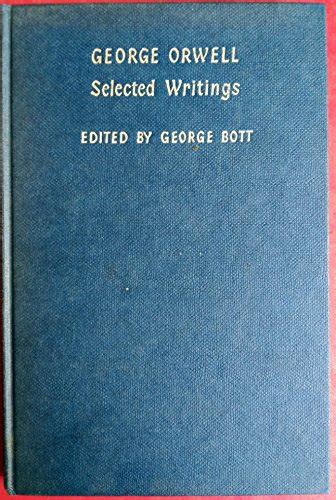 GEORGE ORWELL
Selected Writings
EDITED BY GEORGE BOTT